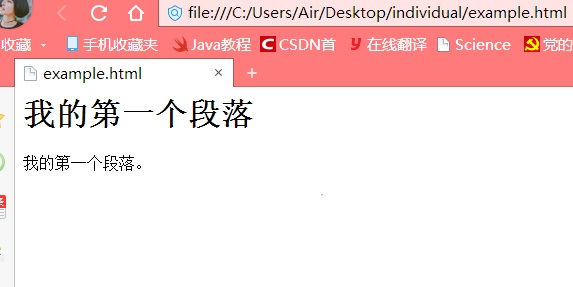 file:///C:/Users/Air/Desktop/individual/example.html
收藏 手机收藏夹 Java教程 CSDN首 在线翻译 Science 党的
example.html × +
我的第一个段落
我的第一个段落。